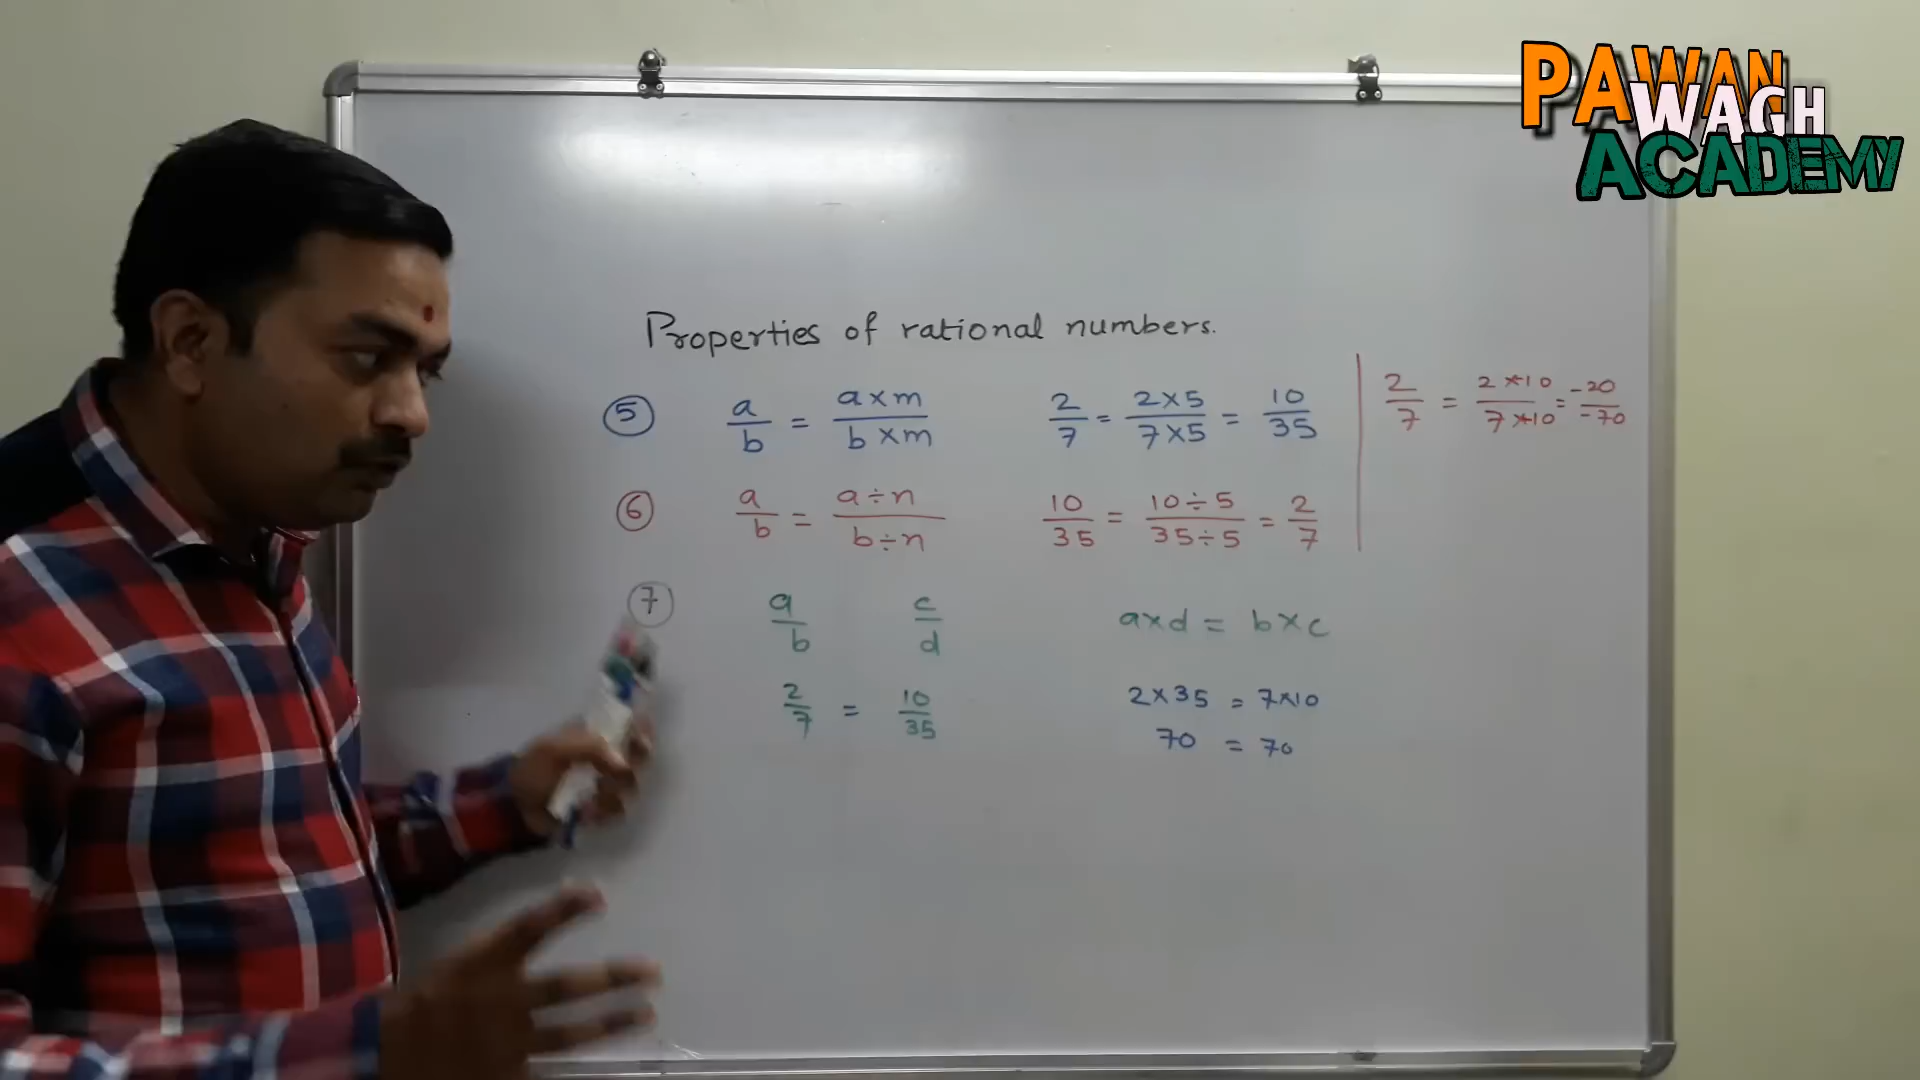 PAWAN
WAGH
ACADEMY
Properties of rational numbers.
⑤ a/b = a×m/b×m 2/7 = 2×5/7×5 = 10/35
2/7 = 2×-10/7×-10 = -20/-70
⑥ a/b = a÷n/b÷n 10/35 = 10÷5/35÷5 = 2/7
⑦ a/b c/d a×d = b×c
2/7 = 10/35 2×35 = 7×10
70 = 70